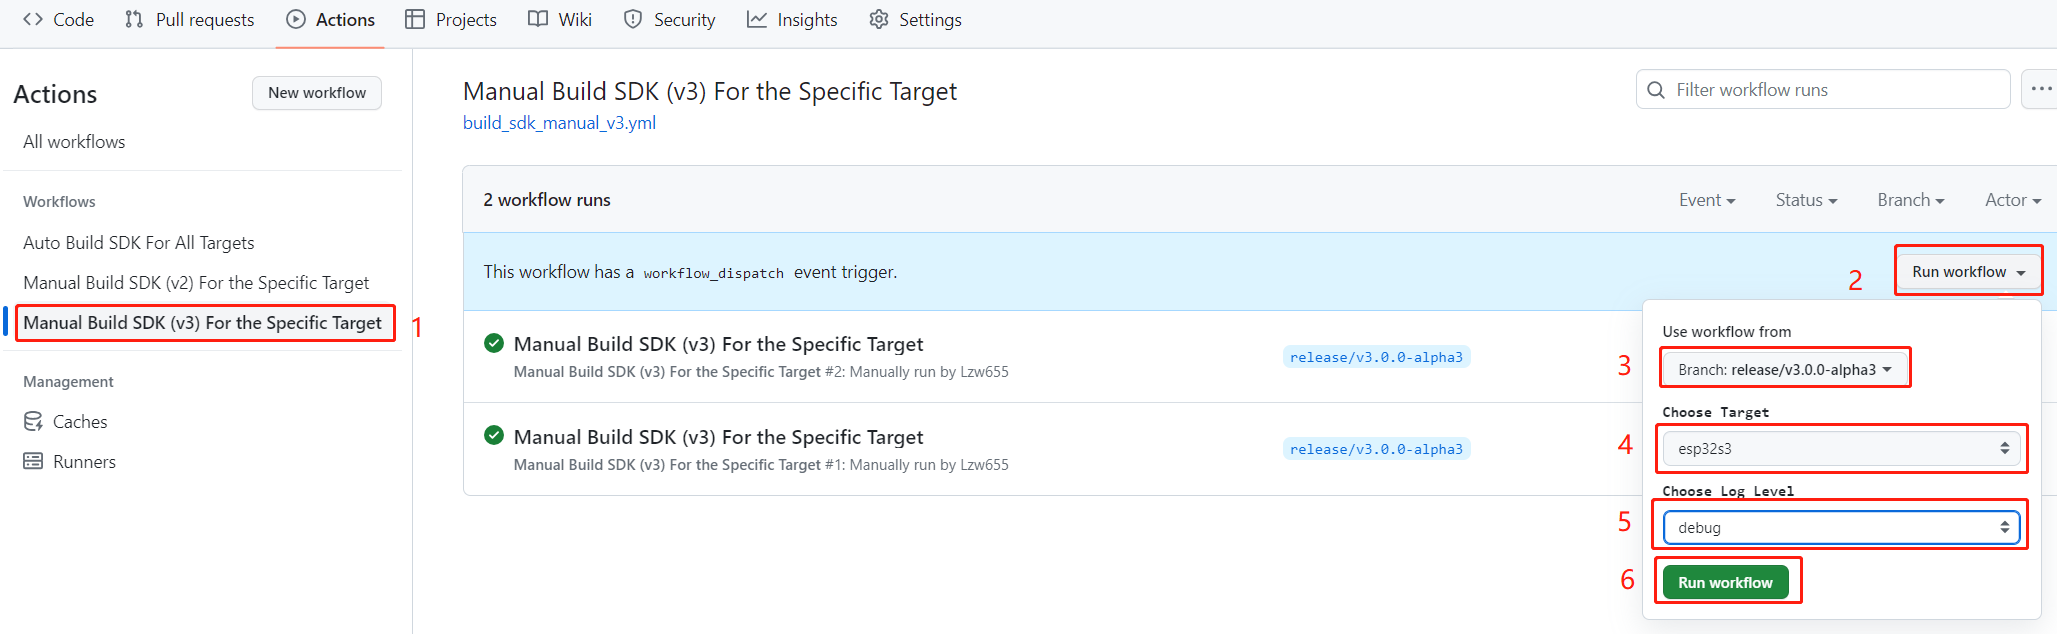 Code Pull requests Actions Projects Wiki Security Insights Settings
Actions
New workflow
All workflows
Workflows
Auto Build SDK For All Targets
Manual Build SDK (v2) For the Specific Target
Manual Build SDK (v3) For the Specific Target 1
Management
Caches
Runners
Manual Build SDK (v3) For the Specific Target
build_sdk_manual_v3.yml
Filter workflow runs
2 workflow runs
Event Status Branch Actor
This workflow has a workflow_dispatch event trigger.
2 Run workflow
Manual Build SDK (v3) For the Specific Target
Manual Build SDK (v3) For the Specific Target #2: Manually run by Lzw655
release/v3.0.0-alpha3
Manual Build SDK (v3) For the Specific Target
Manual Build SDK (v3) For the Specific Target #1: Manually run by Lzw655
release/v3.0.0-alpha3
Use workflow from
3 Branch: release/v3.0.0-alpha3
Choose Target
4 esp32s3
Choose Log Level
5 debug
6 Run workflow